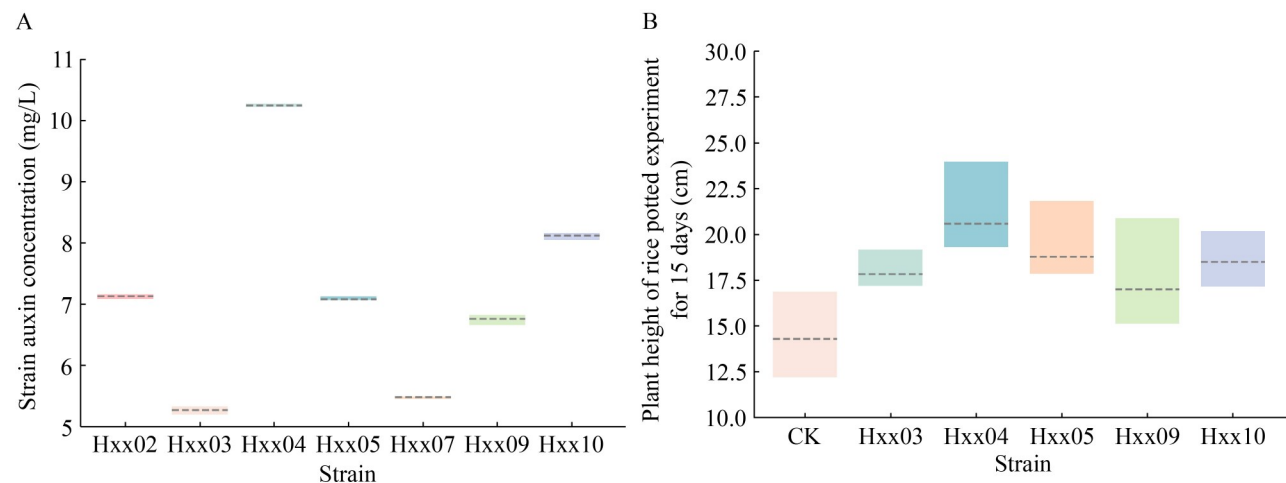 A
Strain auxin concentration (mg/L)
11
10
9
8
7
6
5
Hxx02 Hxx03 Hxx04 Hxx05 Hxx07 Hxx09 Hxx10
Strain
B
Plant height of rice potted experiment
for 15 days (cm)
30.0
27.5
25.0
22.5
20.0
17.5
15.0
12.5
10.0
CK Hxx03 Hxx04 Hxx05 Hxx09 Hxx10
Strain